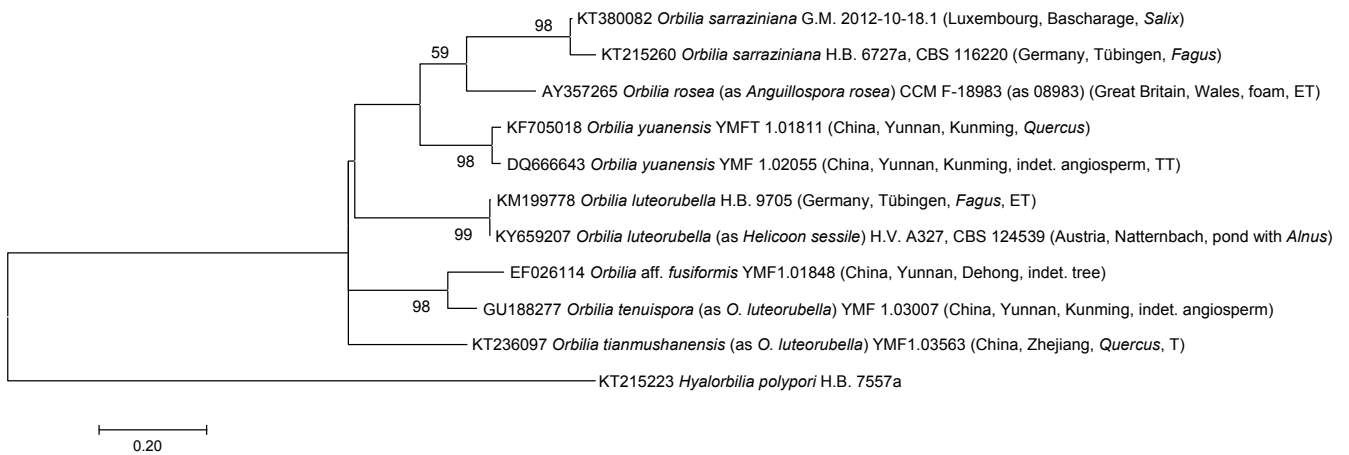 98
KT380082 Orbilia sarraziniana G.M. 2012-10-18.1 (Luxembourg, Bascharage, Salix)
59
KT215260 Orbilia sarraziniana H.B. 6727a, CBS 116220 (Germany, Tübingen, Fagus)
AY357265 Orbilia rosea (as Anguillospora rosea) CCM F-18983 (as 08983) (Great Britain, Wales, foam, ET)
KF705018 Orbilia yuanensis YMFT 1.01811 (China, Yunnan, Kunming, Quercus)
98
DQ666643 Orbilia yuanensis YMF 1.02055 (China, Yunnan, Kunming, indet. angiosperm, TT)
KM199778 Orbilia luteorubella H.B. 9705 (Germany, Tübingen, Fagus, ET)
99
KY659207 Orbilia luteorubella (as Helicoon sessile) H.V. A327, CBS 124539 (Austria, Natternbach, pond with Alnus)
EF026114 Orbilia aff. fusiformis YMF1.01848 (China, Yunnan, Dehong, indet. tree)
98
GU188277 Orbilia tenuispora (as O. luteorubella) YMF 1.03007 (China, Yunnan, Kunming, indet. angiosperm)
KT236097 Orbilia tianmushanensis (as O. luteorubella) YMF1.03563 (China, Zhejiang, Quercus, T)
KT215223 Hyalorbilia polypori H.B. 7557a
0.20